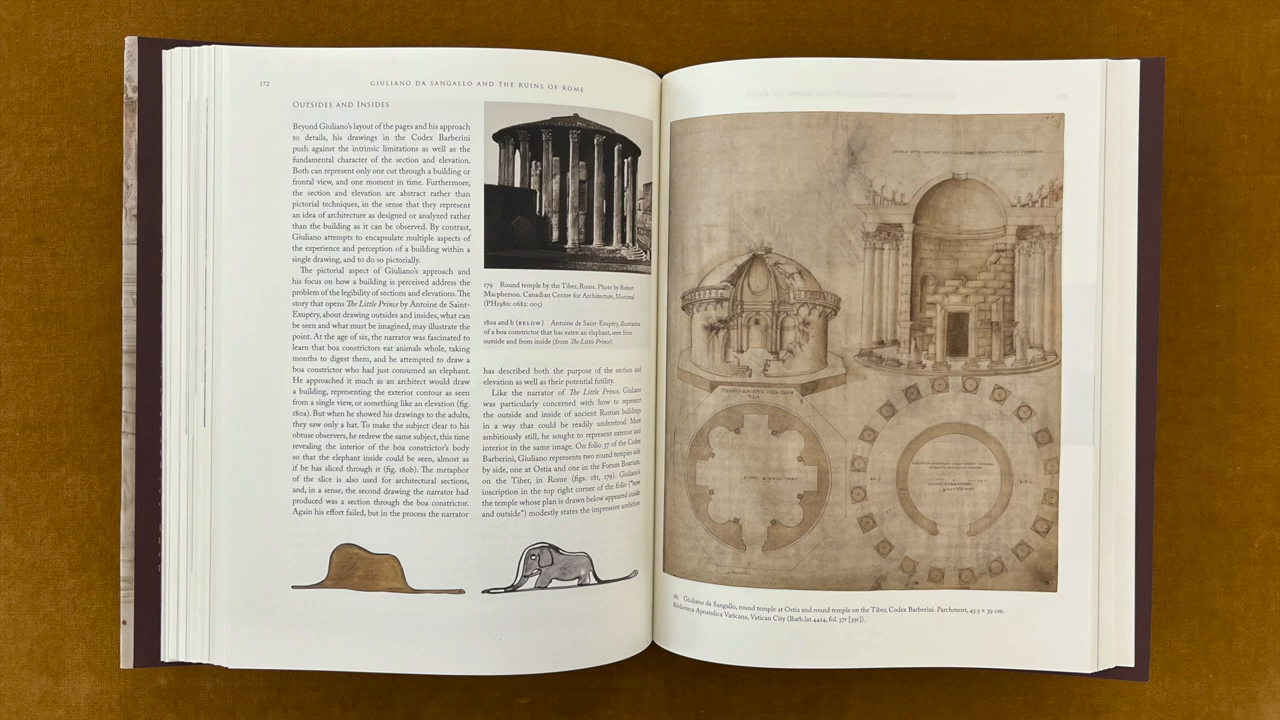 172
GIULIANO DA SANGALLO AND THE RUINS OF ROME
OUTSIDES AND INSIDES
Beyond Giuliano's layout of the pages and his approach
to details, his drawings in the Codex Barberini
push against the intrinsic limitations as well as the
fundamental character of the section and elevation.
Both can represent only one cut through a building or
frontal view, and one moment in time. Furthermore,
the section and elevation are abstract rather than
pictorial techniques, in the sense that they represent
an idea of architecture as designed or analyzed rather
than the building as it can be observed. By contrast,
Giuliano attempts to encapsulate multiple aspects of
the experience and perception of a building within a
single drawing, and to do so pictorially.
The pictorial aspect of Giuliano's approach and
his focus on how a building is perceived address the
problem of the legibility of sections and elevations. The
story that opens The Little Prince by Antoine de Saint-
Exupéry, about drawing outsides and insides, what can
be seen and what must be imagined, may illustrate the
point. At the age of six, the narrator was fascinated to
learn that boa constrictors eat animals whole, taking
months to digest them, and he attempted to draw a
boa constrictor who had just consumed an elephant.
He approached it much as an architect would draw
a building, representing the exterior contour as seen
from a single view, or something like an elevation (fig.
180a). But when he showed his drawings to the adults,
they saw only a hat. To make the subject clear to his
obtuse observers, he redrew the same subject, this time
revealing the interior of the boa constrictor's body
so that the elephant inside could be seen, almost as
if he has sliced through it (fig. 180b). The metaphor
of the slice is also used for architectural sections,
and, in a sense, the second drawing the narrator had
produced was a section through the boa constrictor.
Again his effort failed, but in the process the narrator
179 Round temple by the Tiber, Rome. Photo by Robert
Macpherson. Canadian Centre for Architecture, Montréal
(PH1980: 0682: 005)
180a and b (BELOW) Antoine de Saint-Exupéry, illustration
of a boa constrictor that has eaten an elephant, seen from
outside and from inside (from The Little Prince).
has described both the purpose of the section and
elevation as well as their potential futility.
Like the narrator of The Little Prince, Giuliano
was particularly concerned with how to represent
the outside and inside of ancient Roman buildings
in a way that could be readily understood. More
ambitiously still, he sought to represent exterior and
interior in the same image. On folio 37 of the Codex
Barberini, Giuliano represents two round temples side
by side, one at Ostia and one in the Forum Boarium,
on the Tiber, in Rome (figs. 181, 179). Giuliano's
inscription in the top right corner of the folio ("how
the temple whose plan is drawn below appeared inside
and outside") modestly states the impressive ambition
181 Giuliano da Sangallo, round temple at Ostia and round temple on the Tiber, Codex Barberini. Parchment, 45.5 × 39 cm.
Biblioteca Apostolica Vaticana, Vatican City (Barb.lat.4424, fol. 37r [39r]).